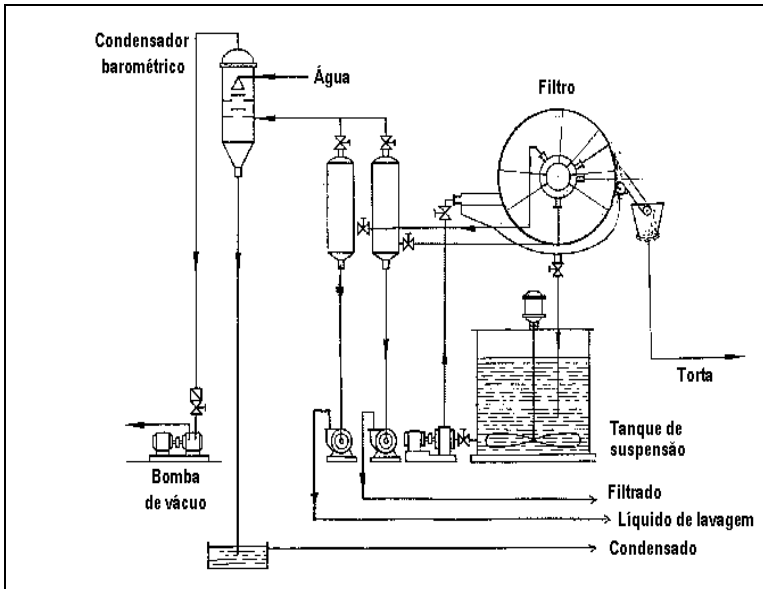 Condensador
barométrico
Água
Filtro
Torta
Tanque de
suspensão
Bomba
de vácuo
Filtrado
Líquido de lavagem
Condensado